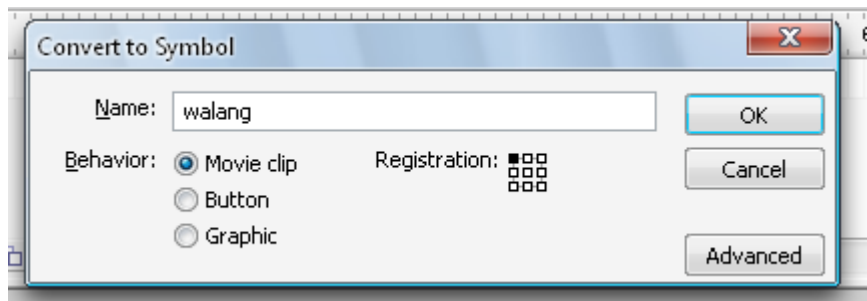 Convert to Symbol
Name: walang
OK
Behavior: Movie clip Registration:
Cancel
Button
Graphic
Advanced